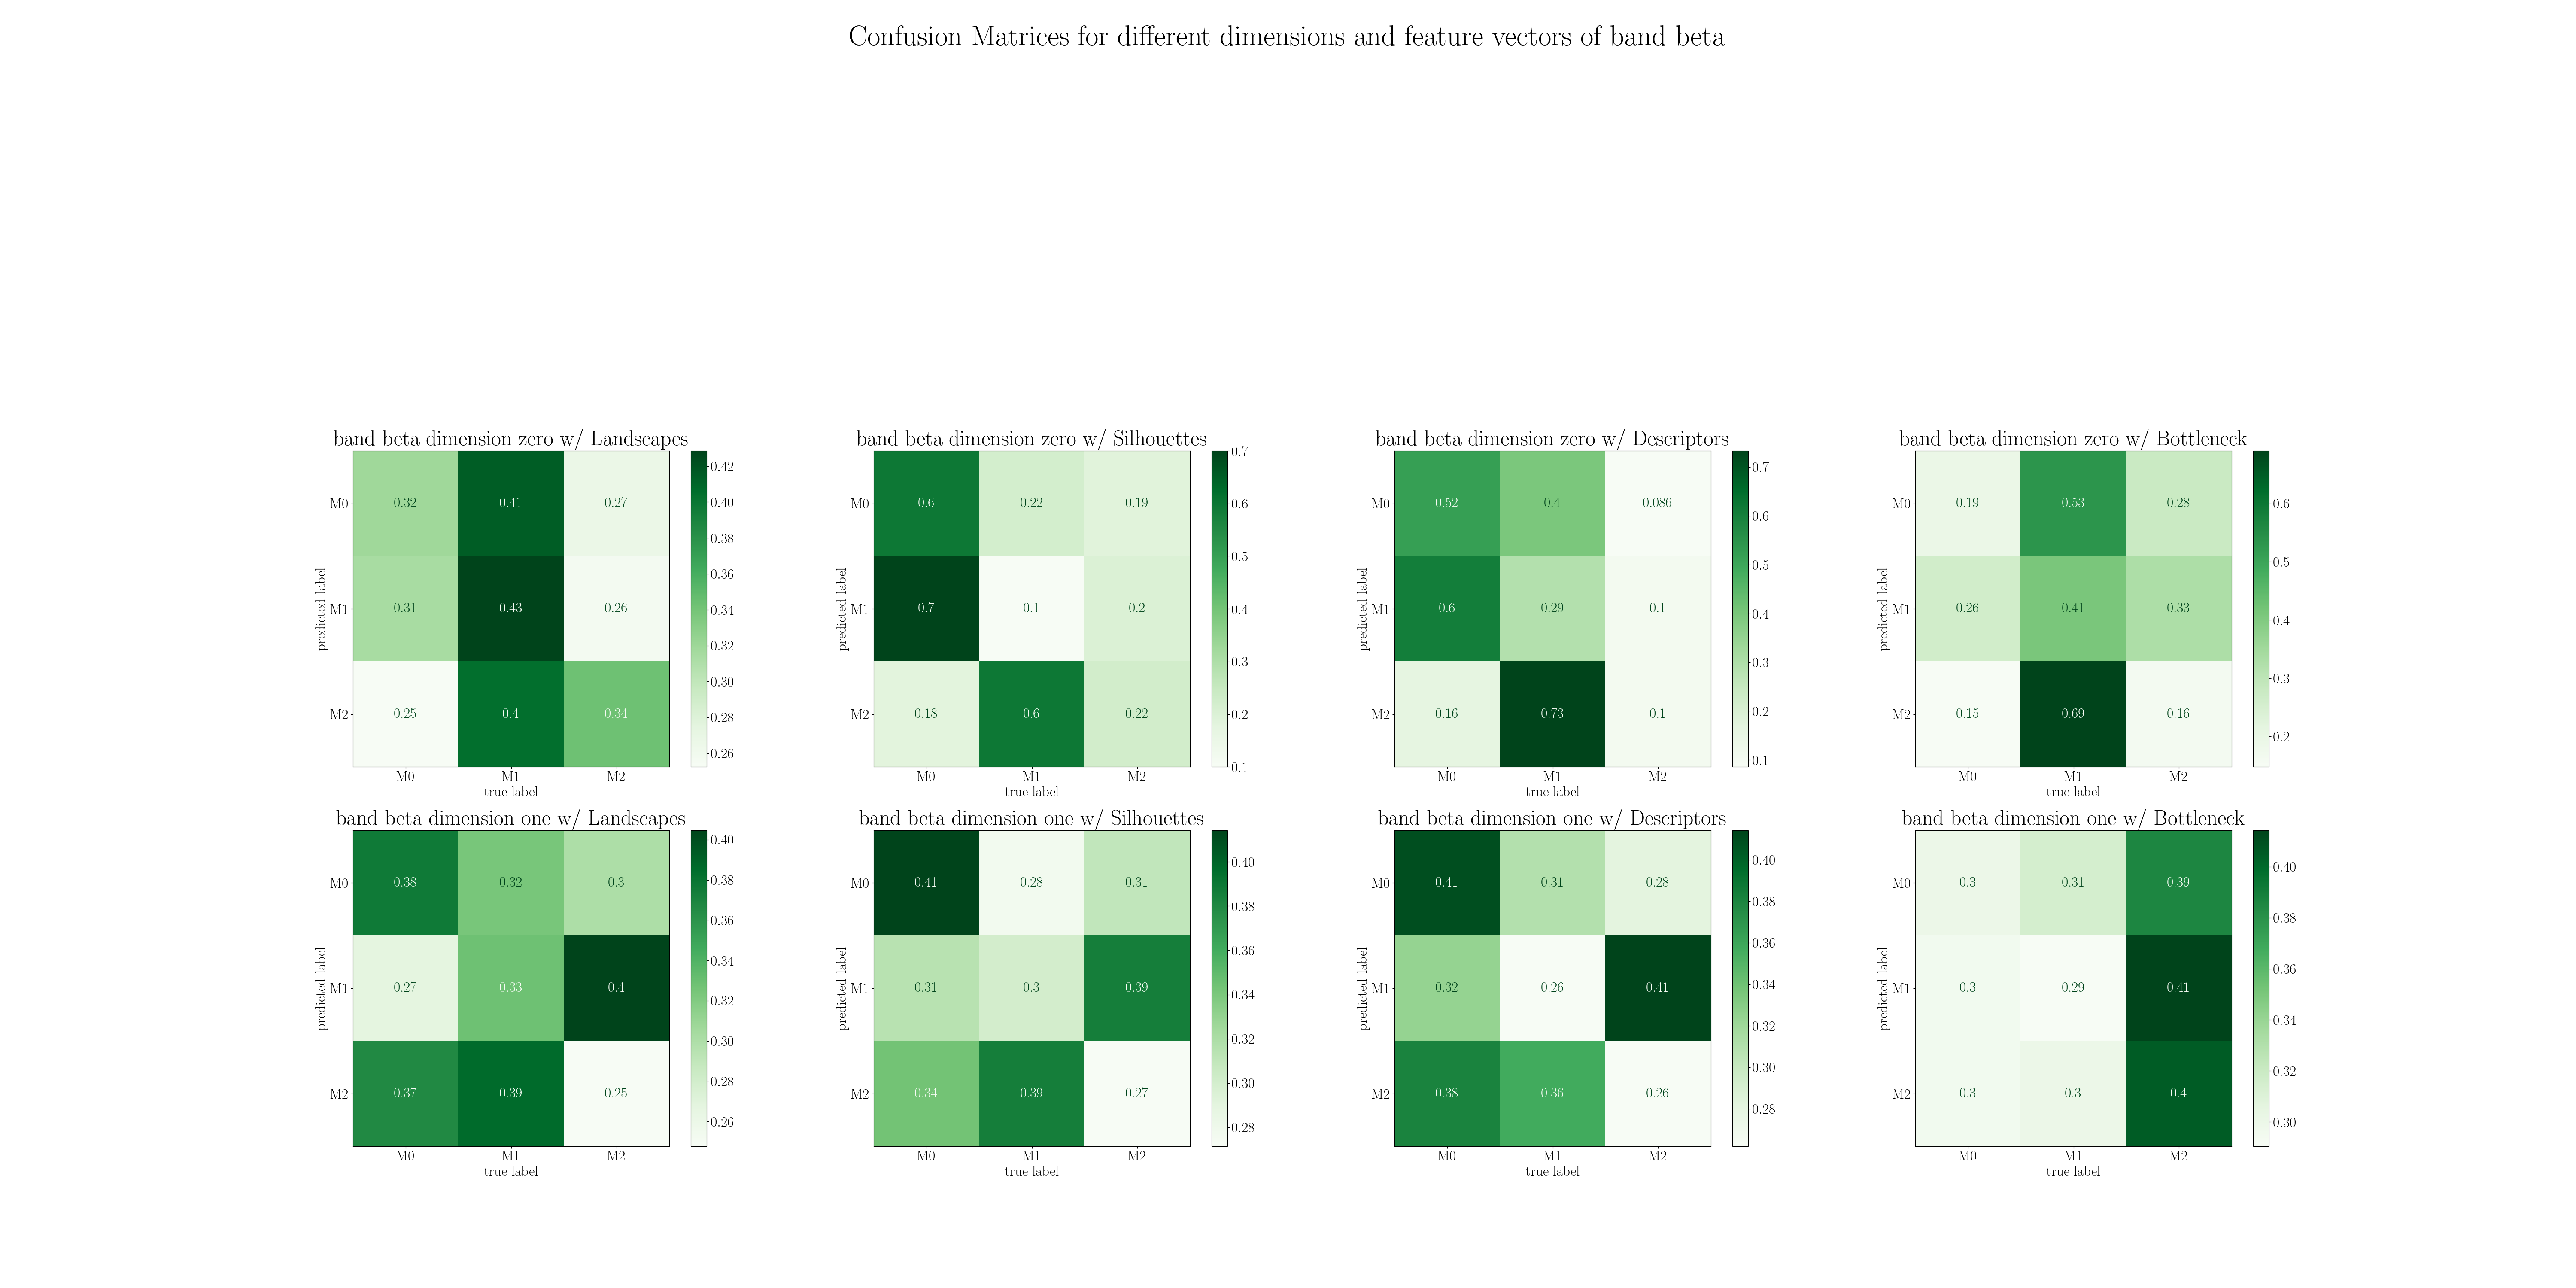 Confusion Matrices for different dimensions and feature vectors of band beta
band beta dimension zero w/ Landscapes
predicted label
M0 0.32 0.41 0.27
M1 0.31 0.43 0.26
M2 0.25 0.4 0.34
M0 M1 M2
true label
0.42
0.40
0.38
0.36
0.34
0.32
0.30
0.28
0.26
band beta dimension zero w/ Silhouettes
predicted label
M0 0.6 0.22 0.19
M1 0.7 0.1 0.2
M2 0.18 0.6 0.22
M0 M1 M2
true label
0.7
0.6
0.5
0.4
0.3
0.2
0.1
band beta dimension zero w/ Descriptors
predicted label
M0 0.52 0.4 0.086
M1 0.6 0.29 0.1
M2 0.16 0.73 0.1
M0 M1 M2
true label
0.7
0.6
0.5
0.4
0.3
0.2
0.1
band beta dimension zero w/ Bottleneck
predicted label
M0 0.19 0.53 0.28
M1 0.26 0.41 0.33
M2 0.15 0.69 0.16
M0 M1 M2
true label
0.6
0.5
0.4
0.3
0.2
band beta dimension one w/ Landscapes
predicted label
M0 0.38 0.32 0.3
M1 0.27 0.33 0.4
M2 0.37 0.39 0.25
M0 M1 M2
true label
0.40
0.38
0.36
0.34
0.32
0.30
0.28
0.26
band beta dimension one w/ Silhouettes
predicted label
M0 0.41 0.28 0.31
M1 0.31 0.3 0.39
M2 0.34 0.39 0.27
M0 M1 M2
true label
0.40
0.38
0.36
0.34
0.32
0.30
0.28
band beta dimension one w/ Descriptors
predicted label
M0 0.41 0.31 0.28
M1 0.32 0.26 0.41
M2 0.38 0.36 0.26
M0 M1 M2
true label
0.40
0.38
0.36
0.34
0.32
0.30
0.28
band beta dimension one w/ Bottleneck
predicted label
M0 0.3 0.31 0.39
M1 0.3 0.29 0.41
M2 0.3 0.3 0.4
M0 M1 M2
true label
0.40
0.38
0.36
0.34
0.32
0.30